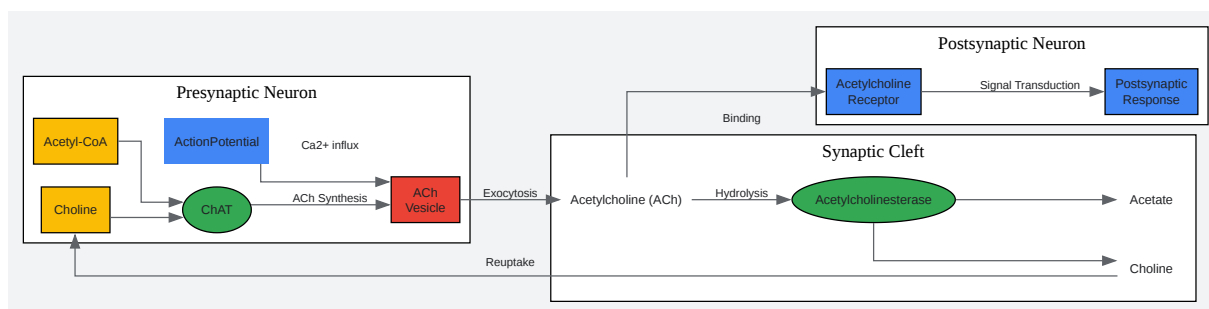 Postsynaptic Neuron
Acetylcholine
Receptor
Signal Transduction
Postsynaptic
Response
Presynaptic Neuron
Acetyl-CoA
ActionPotential
Ca2+ influx
Binding
Synaptic Cleft
Choline
ChAT
ACh Synthesis
ACh
Vesicle
Exocytosis
Acetylcholine (ACh)
Hydrolysis
Acetylcholinesterase
Acetate
Reuptake
Choline